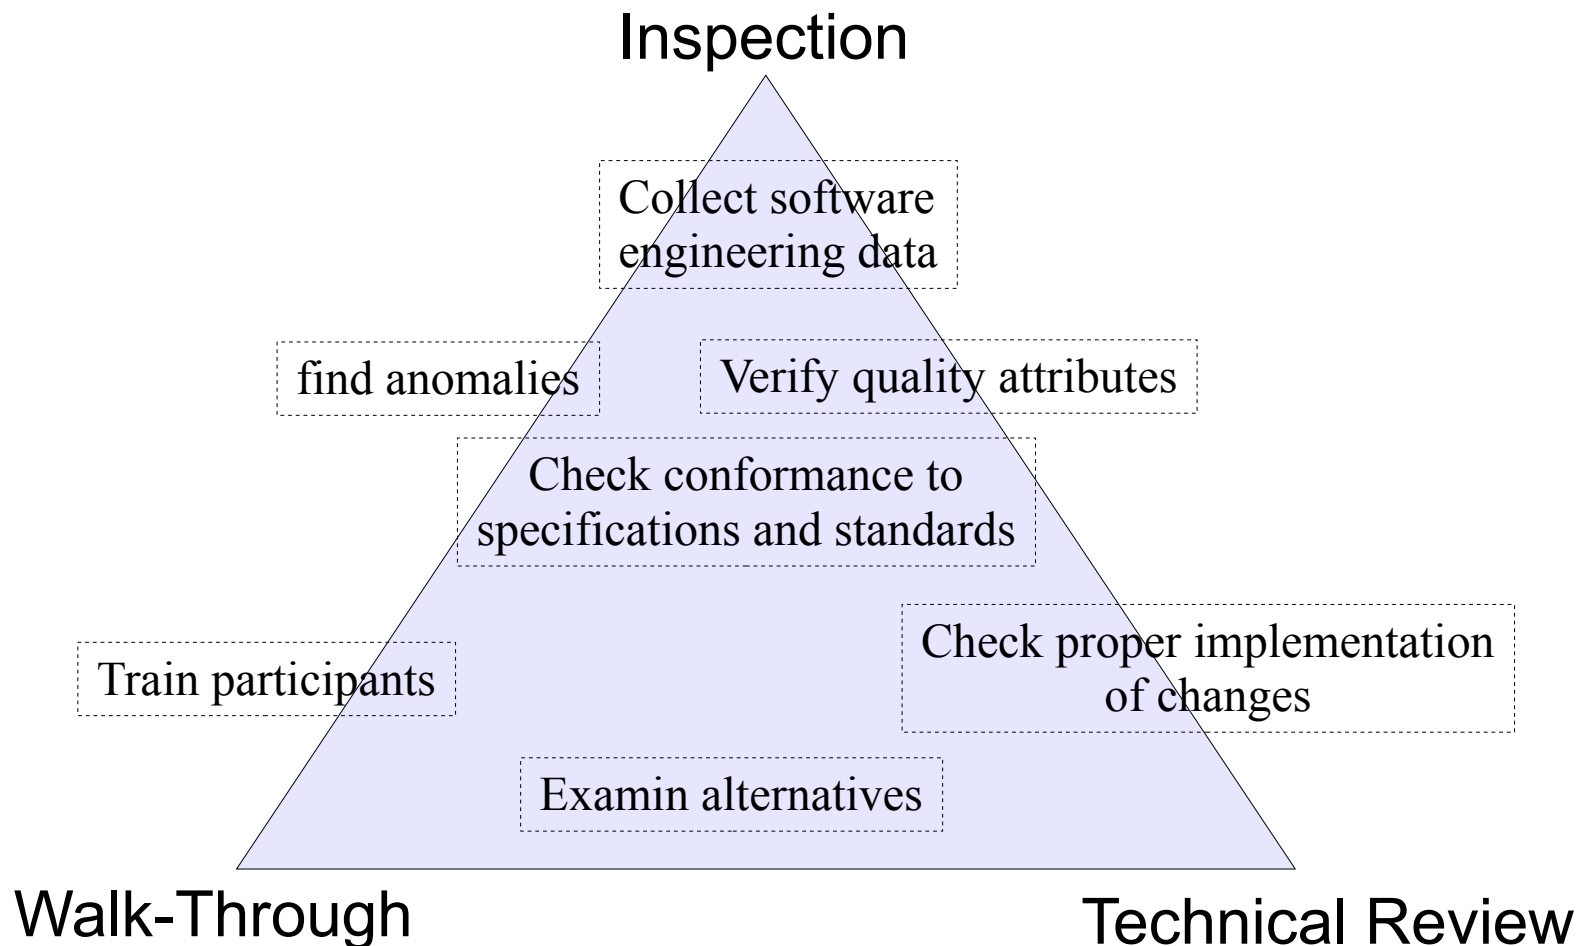 Inspection
Collect software
engineering data
find anomalies
Verify quality attributes
Check conformance to
specifications and standards
Check proper implementation
of changes
Train participants
Examin alternatives
Walk-Through
Technical Review